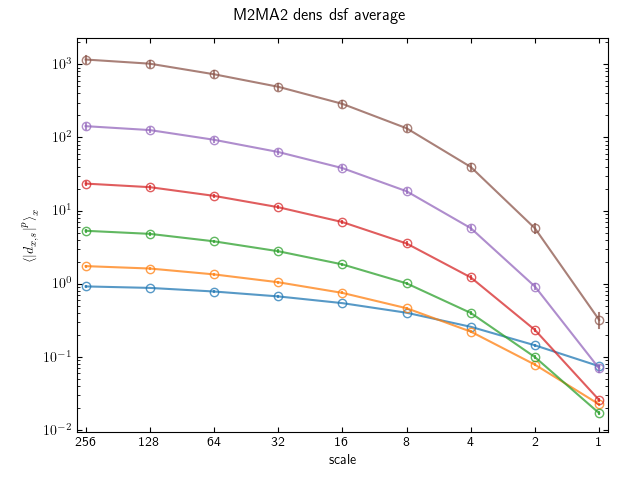 M2MA2 dens dsf average
10³
10²
10¹
10⁰
10⁻¹
10⁻²
⟨|d_{x,s}|^p⟩_x
256 128 64 32 16 8 4 2 1
scale